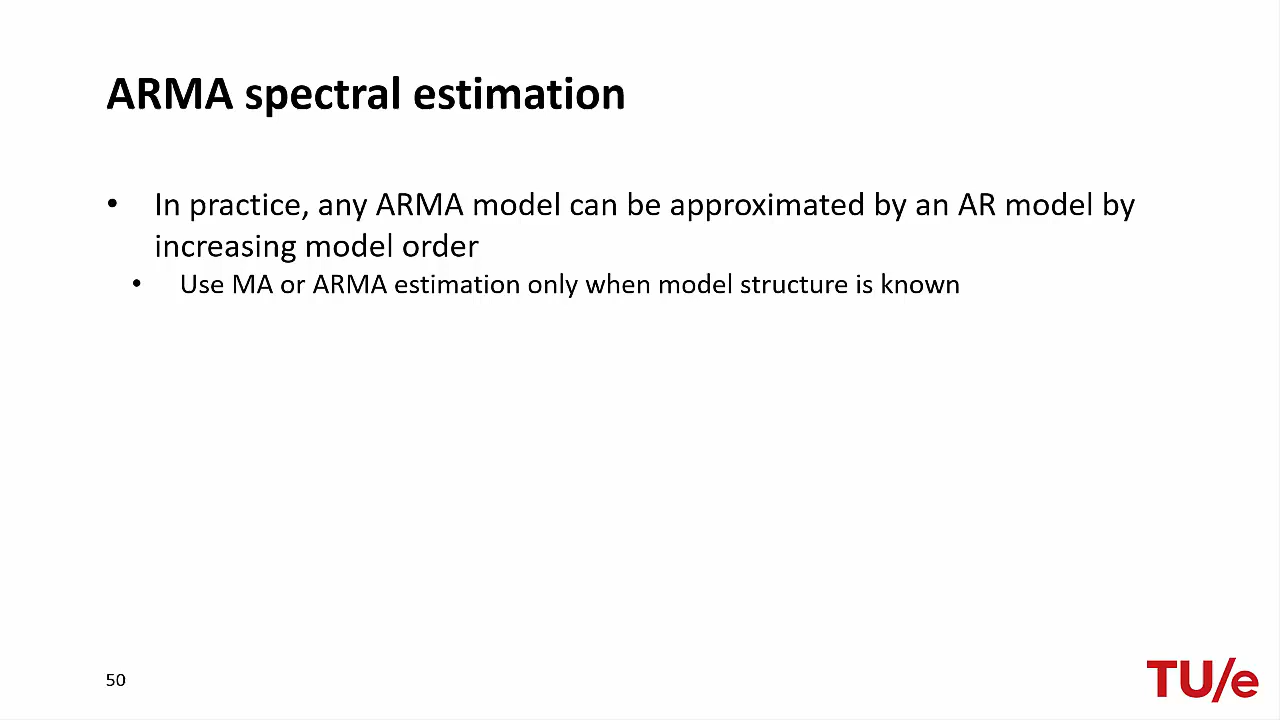 ARMA spectral estimation
• In practice, any ARMA model can be approximated by an AR model by
increasing model order
• Use MA or ARMA estimation only when model structure is known
50
TU/e